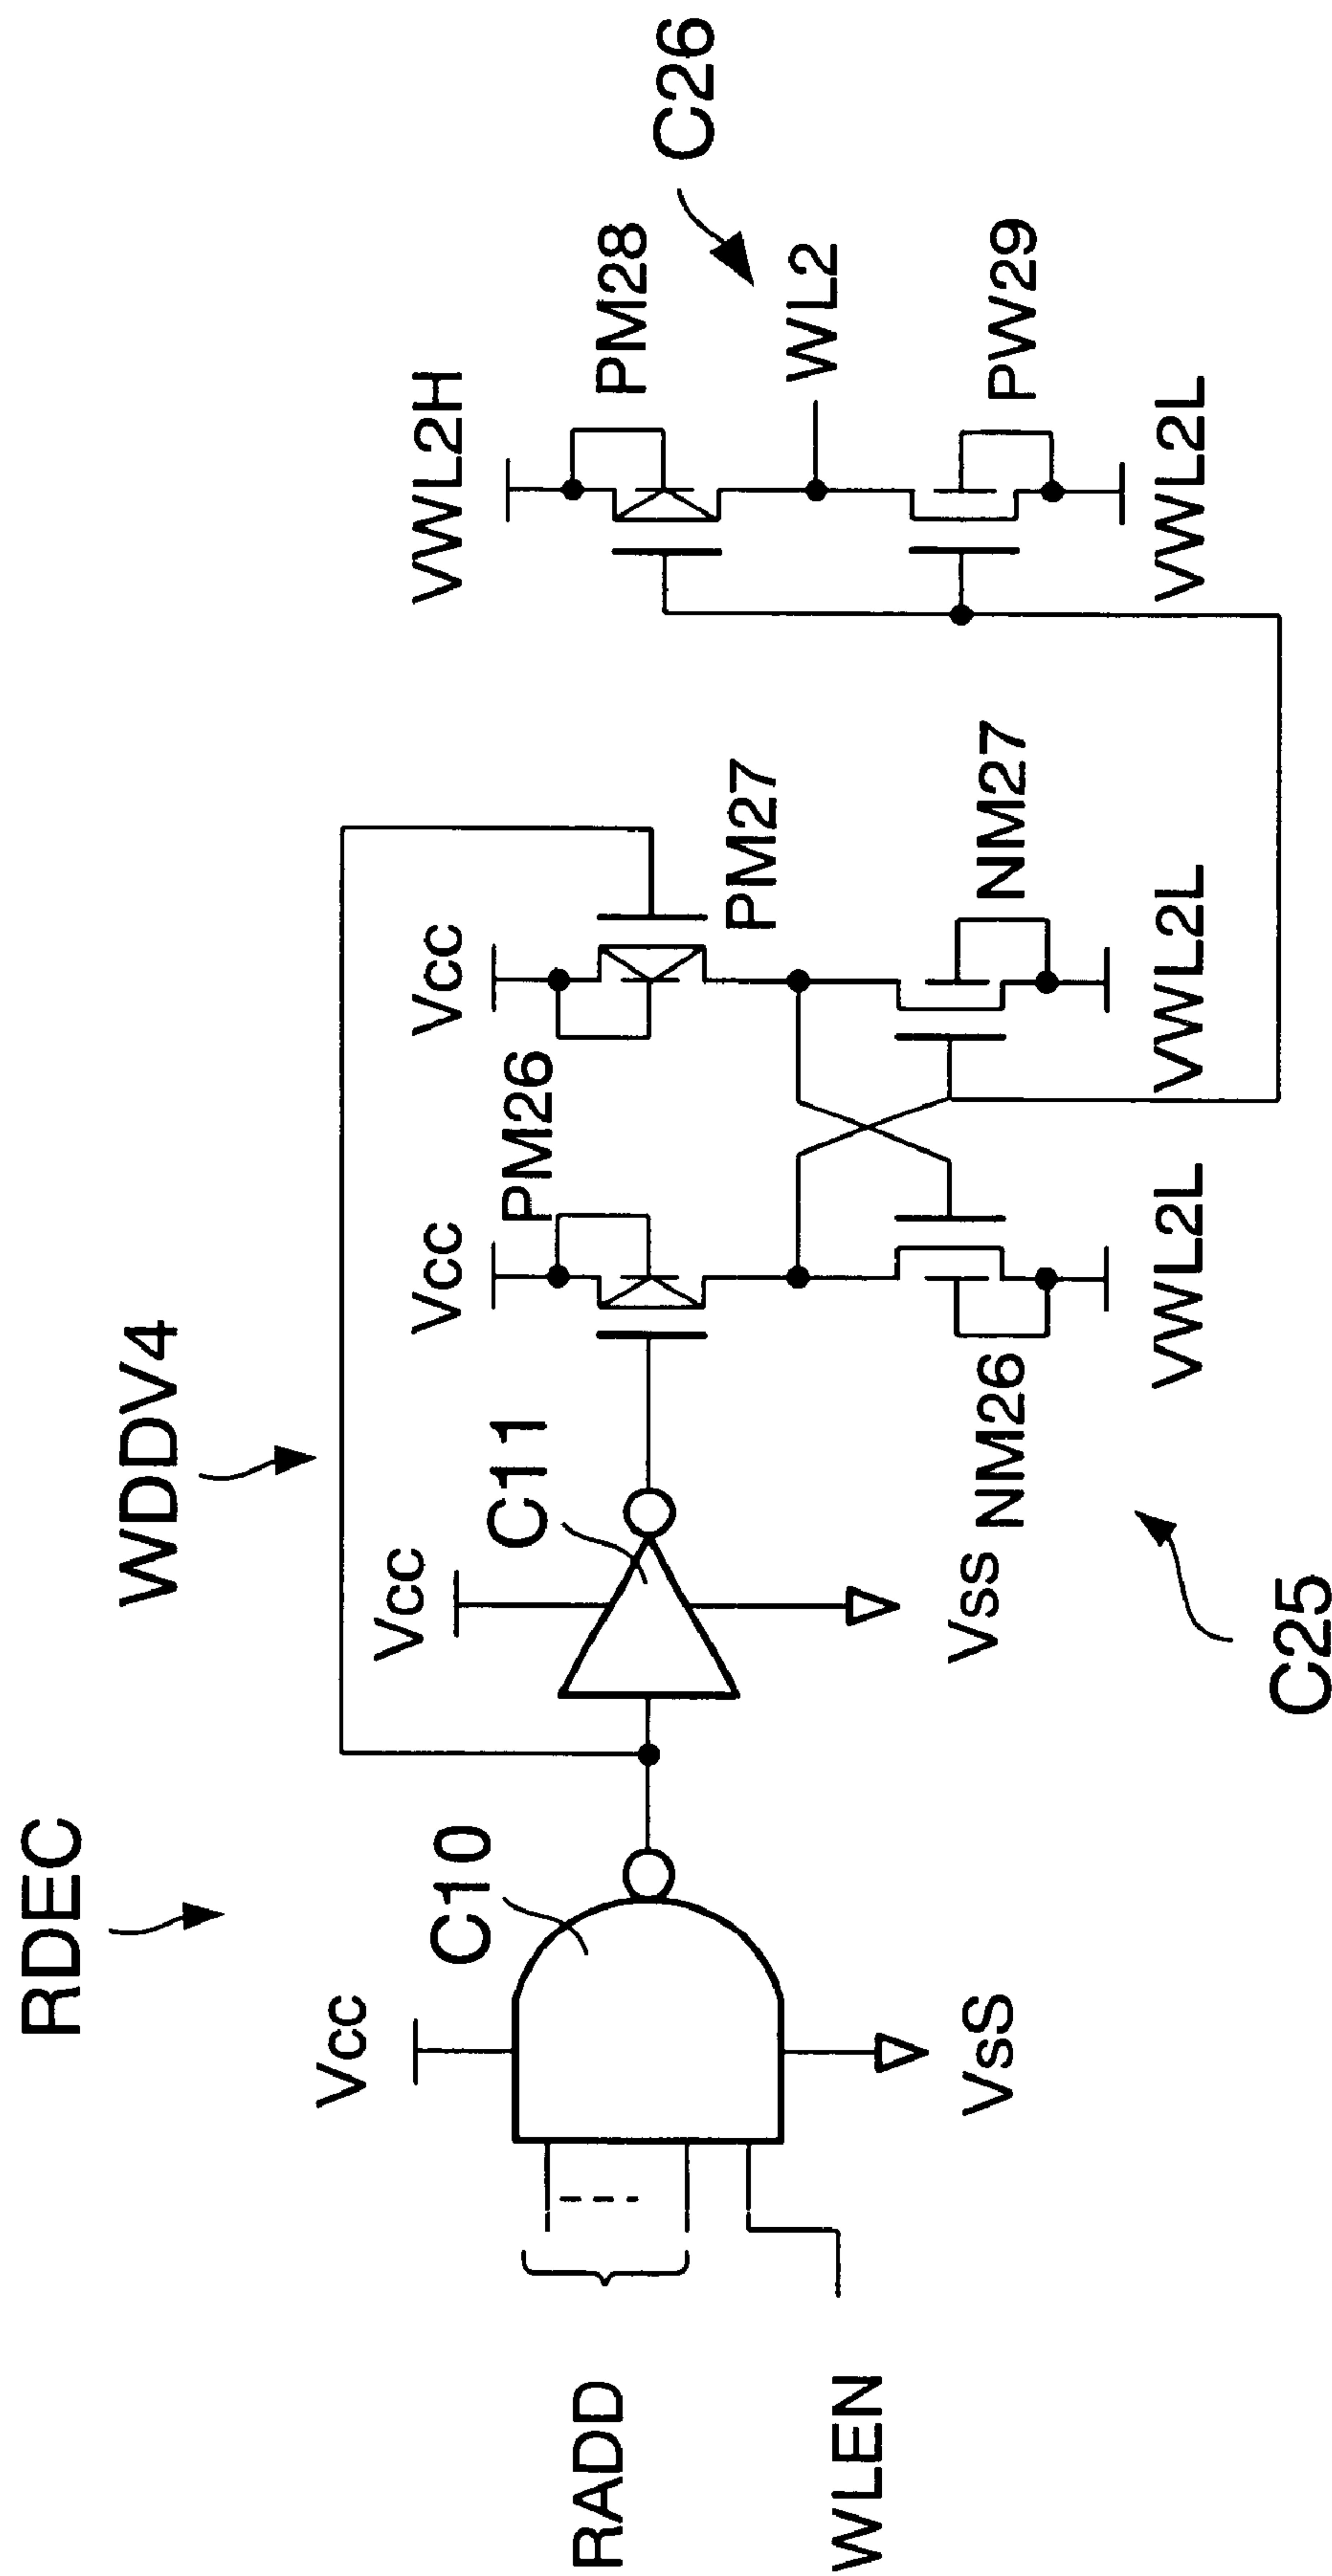 RDEC
WDDV4
Vcc
C10
Vcc
C11
Vcc
PM26
Vcc
PM27
VWL2H
PM28
C26
WL2
RADD
WLEN
VsS
Vss
NM26
VWL2L
NM27
VWL2L
PW29
VWL2L
C25